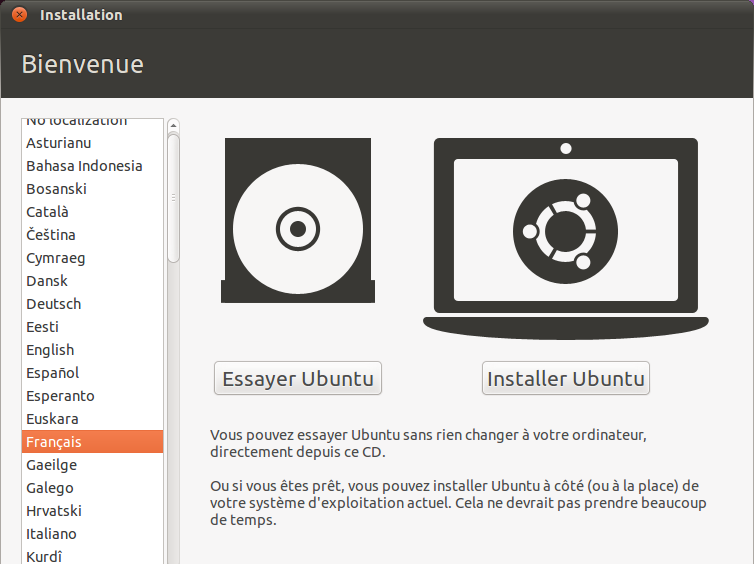 Installation
Bienvenue
No localization
Asturianu
Bahasa Indonesia
Bosanski
Català
Čeština
Cymraeg
Dansk
Deutsch
Eesti
English
Español
Esperanto
Euskara
Français
Gaeilge
Galego
Hrvatski
Italiano
Kurdî
Essayer Ubuntu
Installer Ubuntu
Vous pouvez essayer Ubuntu sans rien changer à votre ordinateur,
directement depuis ce CD.
Ou si vous êtes prêt, vous pouvez installer Ubuntu à côté (ou à la place) de
votre système d'exploitation actuel. Cela ne devrait pas prendre beaucoup
de temps.